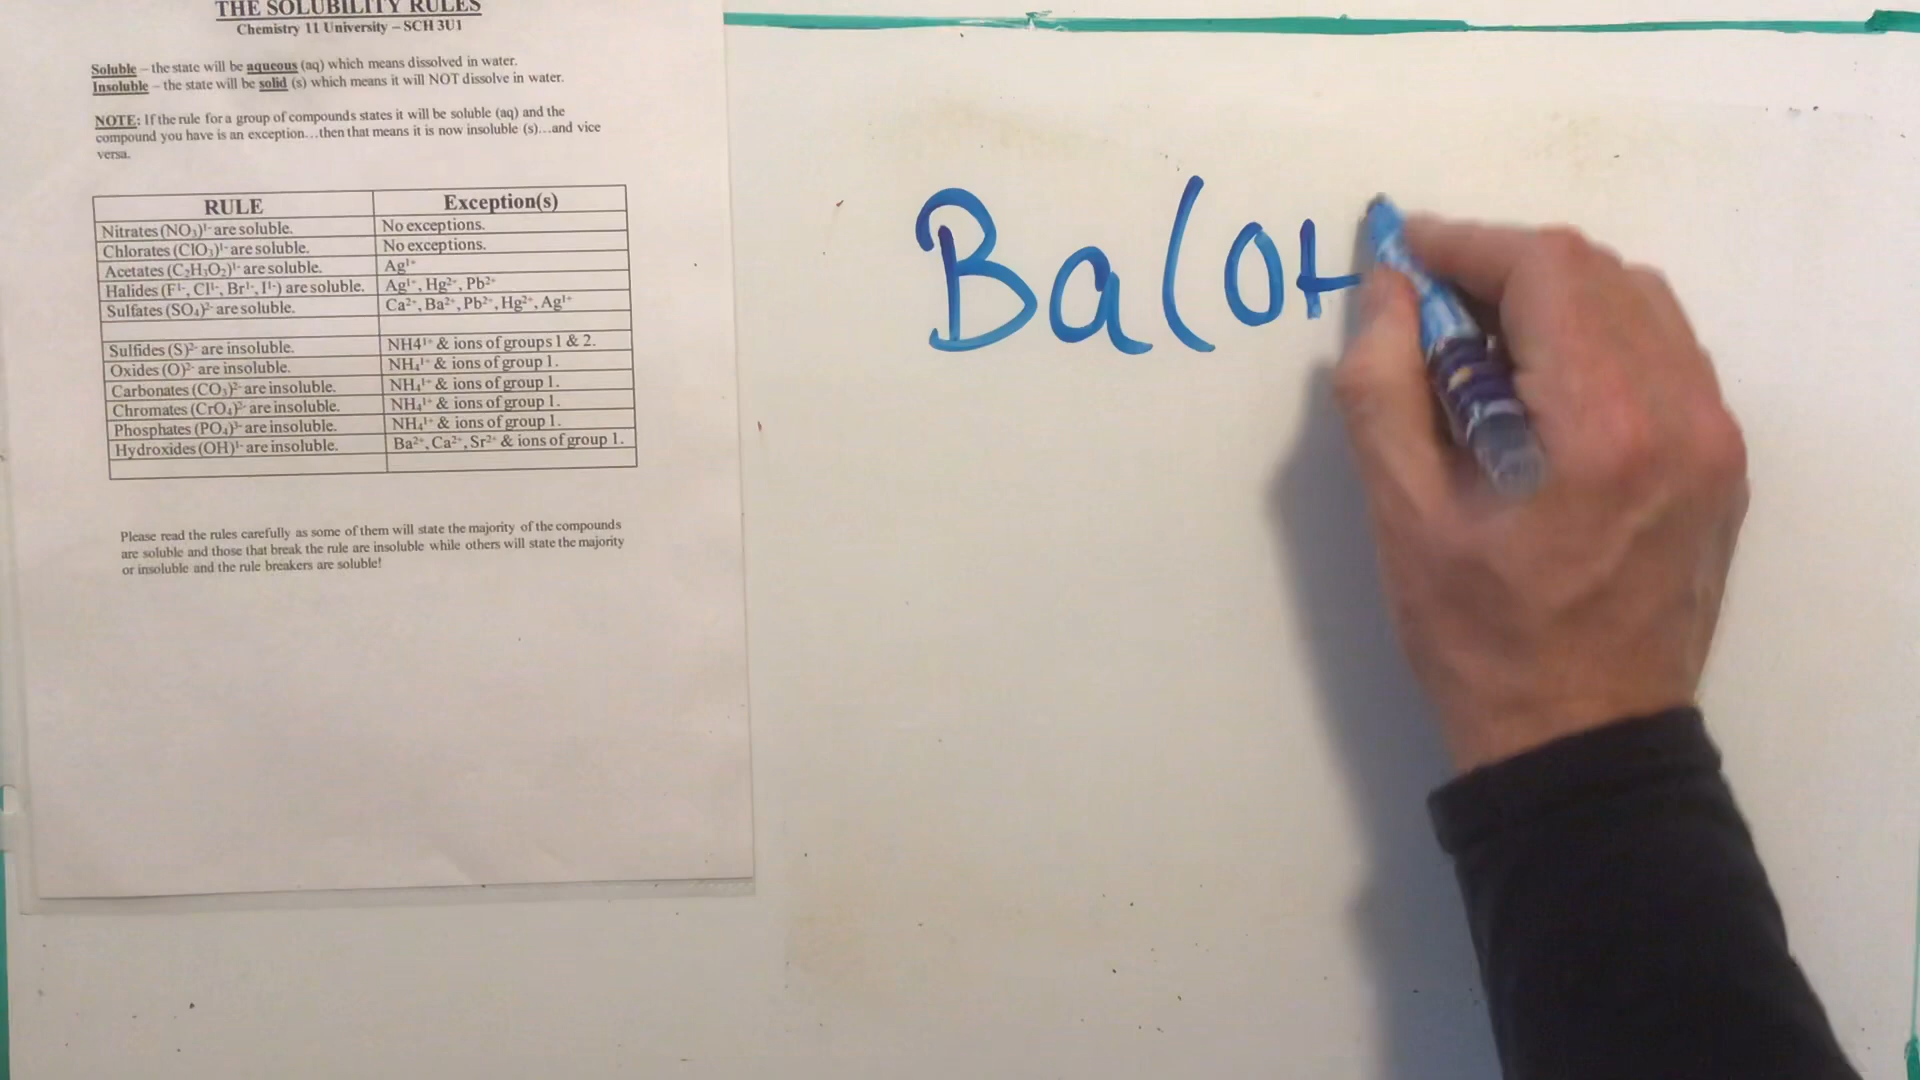 THE SOLUBILITY RULES
Chemistry 11 University – SCH 3U1
Soluble – the state will be aqueous (aq) which means dissolved in water.
Insoluble – the state will be solid (s) which means it will NOT dissolve in water.
NOTE: If the rule for a group of compounds states it will be soluble (aq) and the
compound you have is an exception…then that means it is now insoluble (s)…and vice
versa.
RULE Exception(s)
Nitrates (NO₃)¹⁻ are soluble. No exceptions.
Chlorates (ClO₃)¹⁻ are soluble. No exceptions.
Acetates (C₂H₃O₂)¹⁻ are soluble. Ag¹⁺
Halides (F¹⁻, Cl¹⁻, Br¹⁻, I¹⁻) are soluble. Ag¹⁺, Hg²⁺, Pb²⁺
Sulfates (SO₄)²⁻ are soluble. Ca²⁺, Ba²⁺, Pb²⁺, Hg²⁺, Ag¹⁺
Sulfides (S)²⁻ are insoluble. NH4¹⁺ & ions of groups 1 & 2.
Oxides (O)²⁻ are insoluble. NH₄¹⁺ & ions of group 1.
Carbonates (CO₃)²⁻ are insoluble. NH₄¹⁺ & ions of group 1.
Chromates (CrO₄)²⁻ are insoluble. NH₄¹⁺ & ions of group 1.
Phosphates (PO₄)³⁻ are insoluble. NH₄¹⁺ & ions of group 1.
Hydroxides (OH)¹⁻ are insoluble. Ba²⁺, Ca²⁺, Sr²⁺ & ions of group 1.
Please read the rules carefully as some of them will state the majority of the compounds
are soluble and those that break the rule are insoluble while others will state the majority
or insoluble and the rule breakers are soluble!
Ba(OH